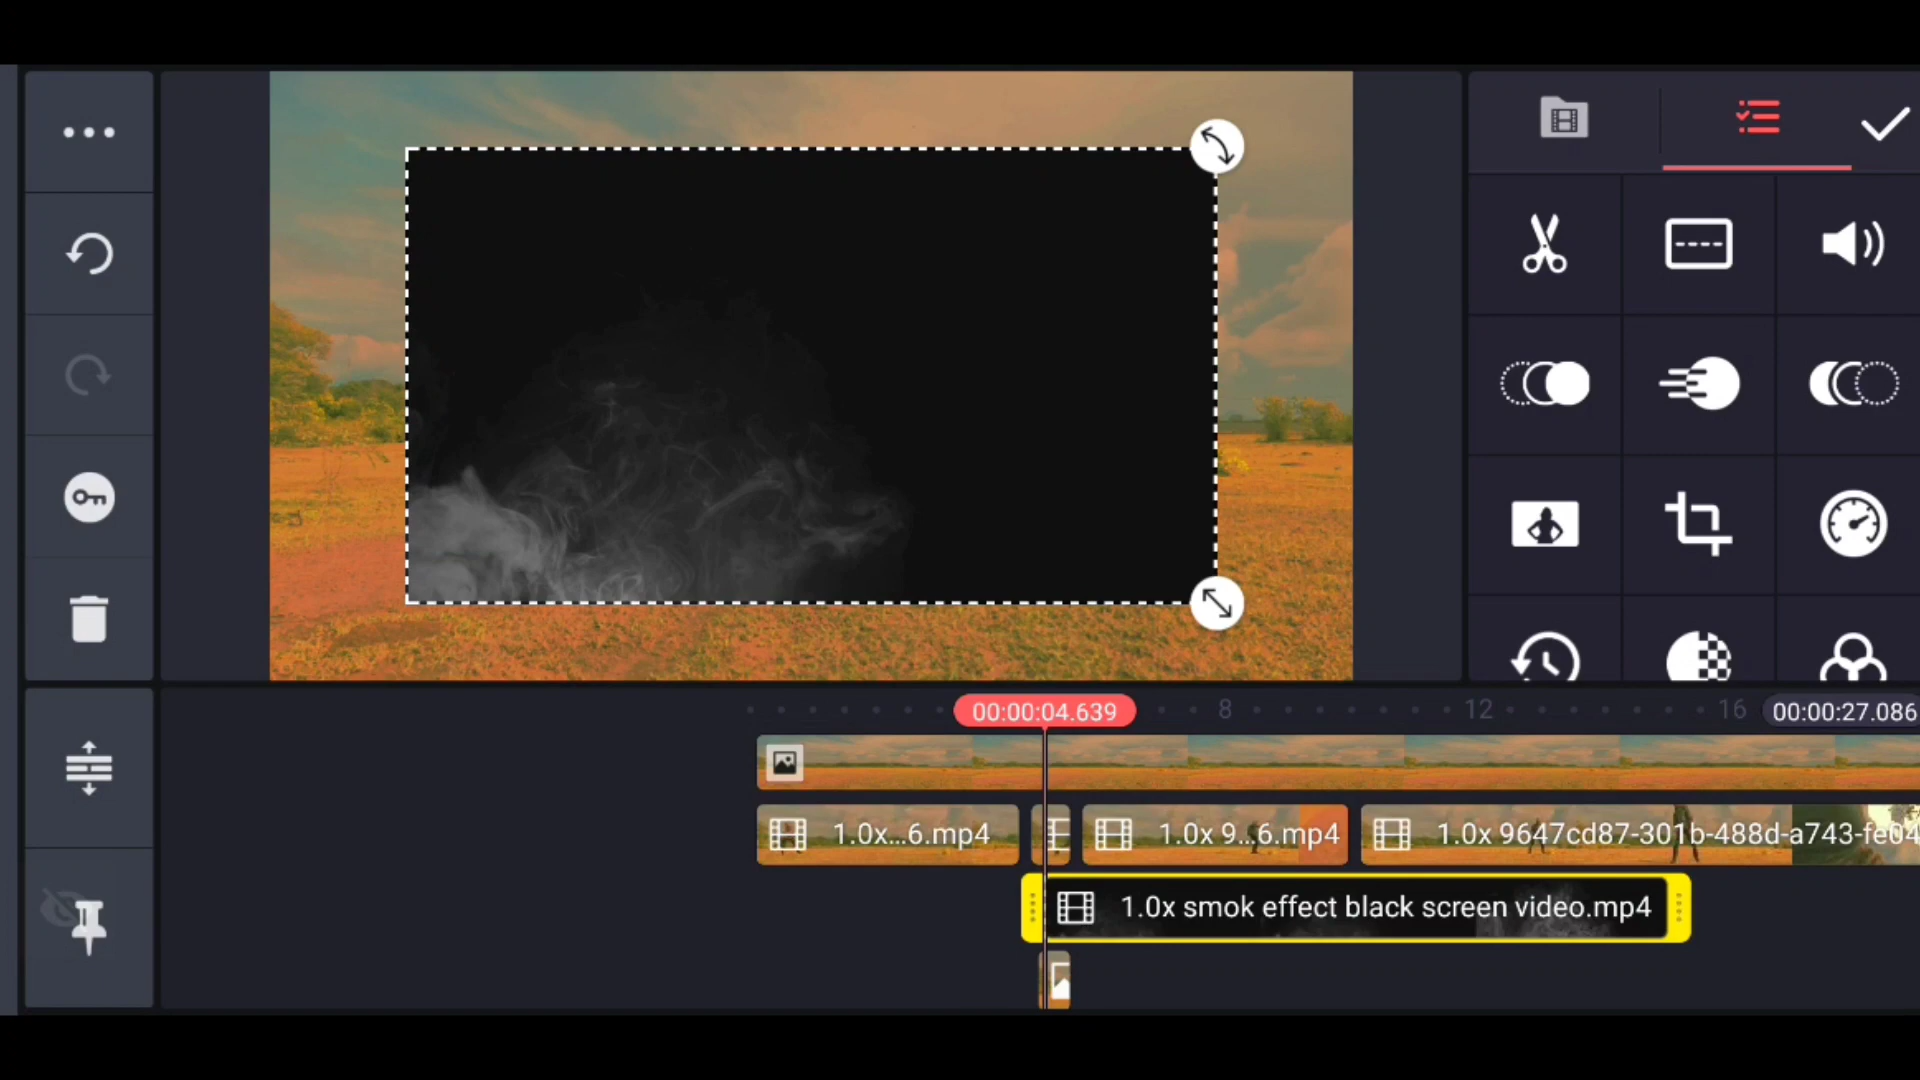 00:00:04.639
8
12
16
00:00:27.086
1.0x...6.mp4
1.0x 9...6.mp4
1.0x 9647cd87-301b-488d-a743-fe04
1.0x smok effect black screen video.mp4